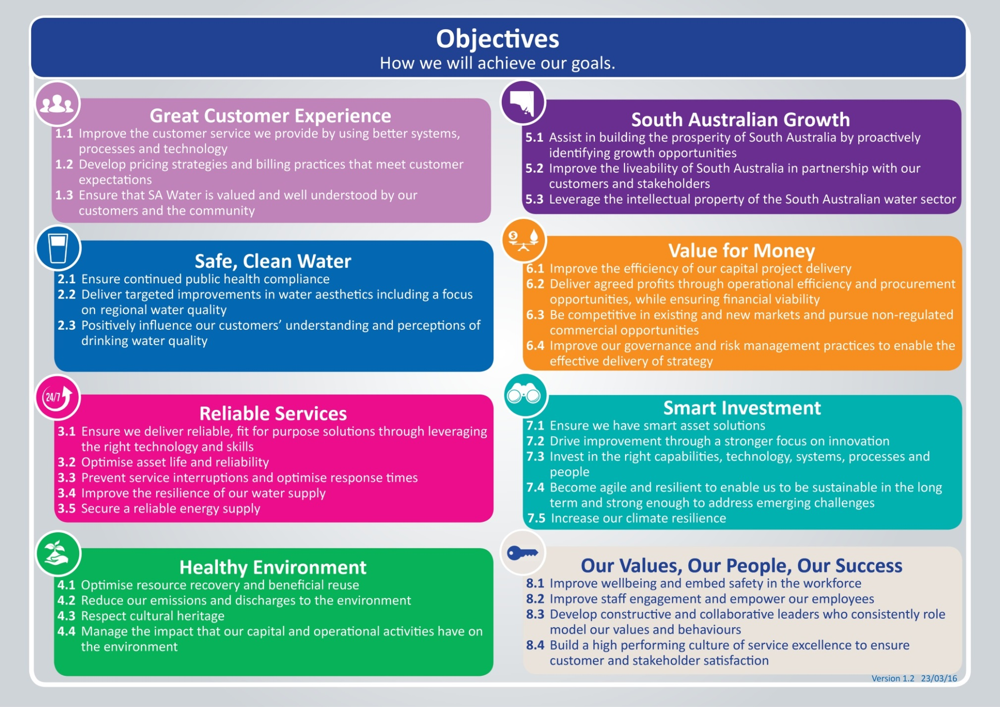 Objectives
How we will achieve our goals.
Great Customer Experience
1.1 Improve the customer service we provide by using better systems,
processes and technology
1.2 Develop pricing strategies and billing practices that meet customer
expectations
1.3 Ensure that SA Water is valued and well understood by our
customers and the community
Safe, Clean Water
2.1 Ensure continued public health compliance
2.2 Deliver targeted improvements in water aesthetics including a focus
on regional water quality
2.3 Positively influence our customers’ understanding and perceptions of
drinking water quality
24/7
Reliable Services
3.1 Ensure we deliver reliable, fit for purpose solutions through leveraging
the right technology and skills
3.2 Optimise asset life and reliability
3.3 Prevent service interruptions and optimise response times
3.4 Improve the resilience of our water supply
3.5 Secure a reliable energy supply
Healthy Environment
4.1 Optimise resource recovery and beneficial reuse
4.2 Reduce our emissions and discharges to the environment
4.3 Respect cultural heritage
4.4 Manage the impact that our capital and operational activities have on
the environment
South Australian Growth
5.1 Assist in building the prosperity of South Australia by proactively
identifying growth opportunities
5.2 Improve the liveability of South Australia in partnership with our
customers and stakeholders
5.3 Leverage the intellectual property of the South Australian water sector
$
Value for Money
6.1 Improve the efficiency of our capital project delivery
6.2 Deliver agreed profits through operational efficiency and procurement
opportunities, while ensuring financial viability
6.3 Be competitive in existing and new markets and pursue non-regulated
commercial opportunities
6.4 Improve our governance and risk management practices to enable the
effective delivery of strategy
Smart Investment
7.1 Ensure we have smart asset solutions
7.2 Drive improvement through a stronger focus on innovation
7.3 Invest in the right capabilities, technology, systems, processes and
people
7.4 Become agile and resilient to enable us to be sustainable in the long
term and strong enough to address emerging challenges
7.5 Increase our climate resilience
Our Values, Our People, Our Success
8.1 Improve wellbeing and embed safety in the workforce
8.2 Improve staff engagement and empower our employees
8.3 Develop constructive and collaborative leaders who consistently role
model our values and behaviours
8.4 Build a high performing culture of service excellence to ensure
customer and stakeholder satisfaction
Version 1.2 23/03/16